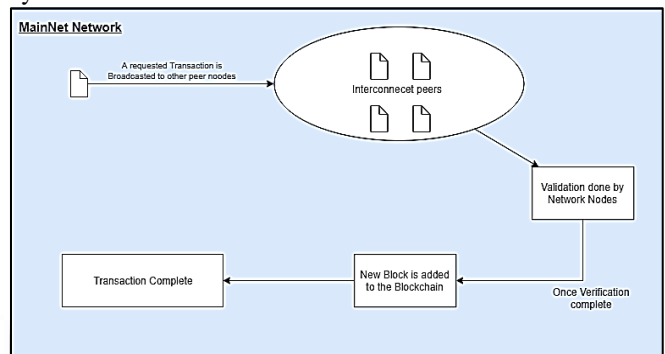 MainNet Network
A requested Transaction is
Broadcasted to other peer noodes
Interconnecet peers
Validation done by
Network Nodes
Once Verification
complete
New Block is added
to the Blockchain
Transaction Complete